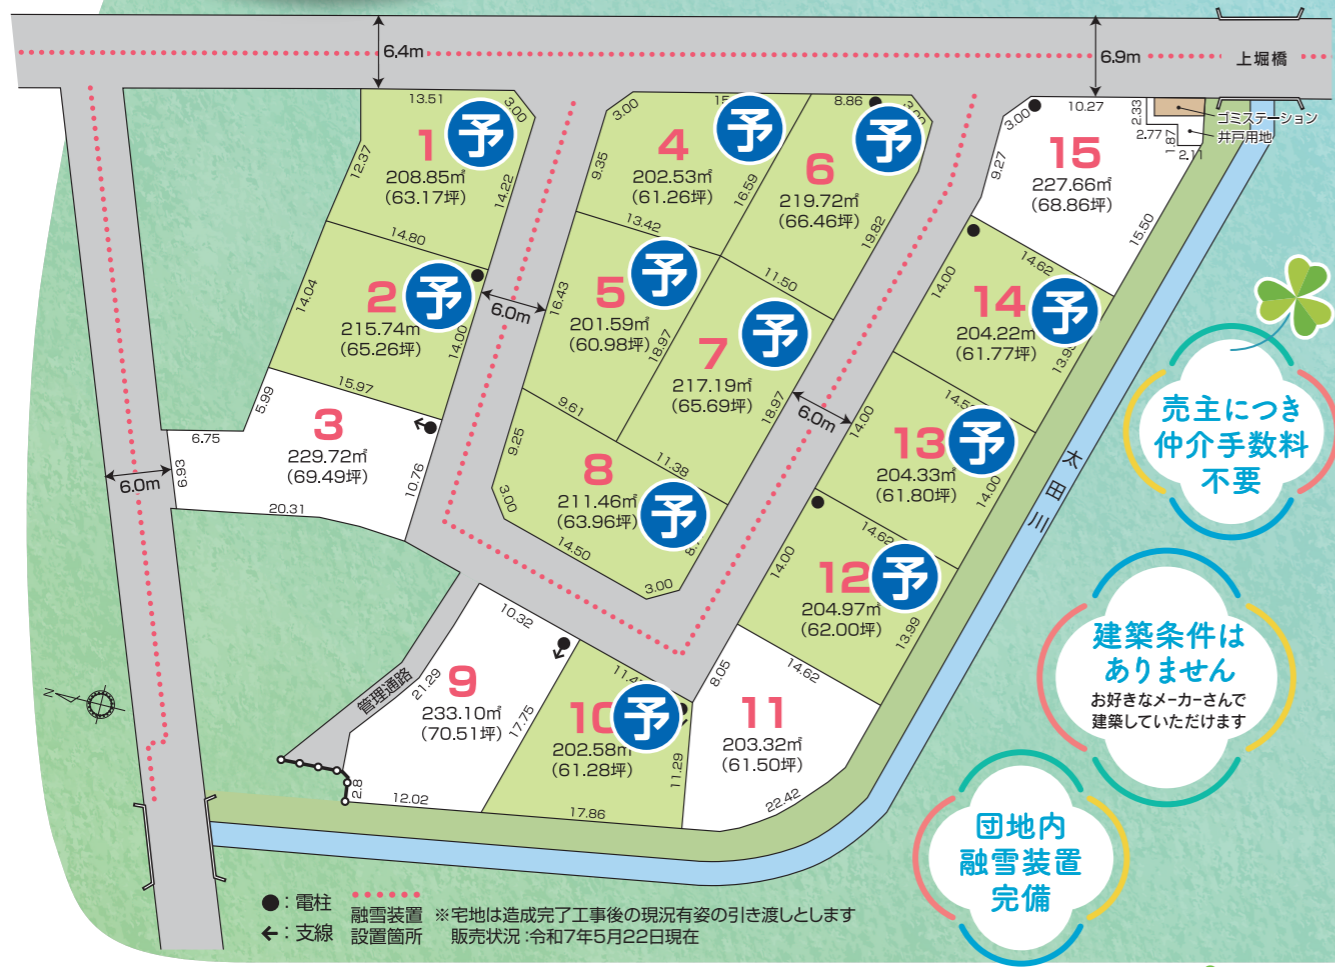 6.4m
6.9m
上堀橋
13.51
3.00
予
1
208.85㎡
(63.17坪)
12.37
14.22
14.80
予
2
215.74㎡
(65.26坪)
14.04
14.00
15.97
3
229.72㎡
(69.49坪)
5.99
6.75
6.93
20.31
10.76
6.0m
6.0m
3.00
予
4
202.53㎡
(61.26坪)
9.35
16.59
13.42
予
5
201.59㎡
(60.98坪)
16.43
18.97
9.61
8.86
予
6
219.72㎡
(66.46坪)
19.82
11.50
予
7
217.19㎡
(65.69坪)
18.97
11.38
予
8
211.46㎡
(63.96坪)
9.25
3.00
14.50
3.00
6.0m
10.32
9
233.10㎡
(70.51坪)
管理通路
21.29
17.75
2.8
12.02
予
10
202.58㎡
(61.28坪)
11.29
17.86
11
203.32㎡
(61.50坪)
8.05
14.62
22.42
予
12
204.97㎡
(62.00坪)
14.00
14.62
13.99
予
13
204.33㎡
(61.80坪)
14.00
14.00
予
14
204.22㎡
(61.77坪)
14.00
14.62
3.00
10.27
15
227.66㎡
(68.86坪)
9.27
15.50
2.33
2.77
1.87
2.11
ゴミステーション
井戸用地
太田川
N
売主につき
仲介手数料
不要
建築条件は
ありません
お好きなメーカーさんで
建築していただけます
団地内
融雪装置
完備
●:電柱
←:支線
融雪装置
設置箇所
※宅地は造成完了工事後の現況有姿の引き渡しとします
販売状況:令和7年5月22日現在